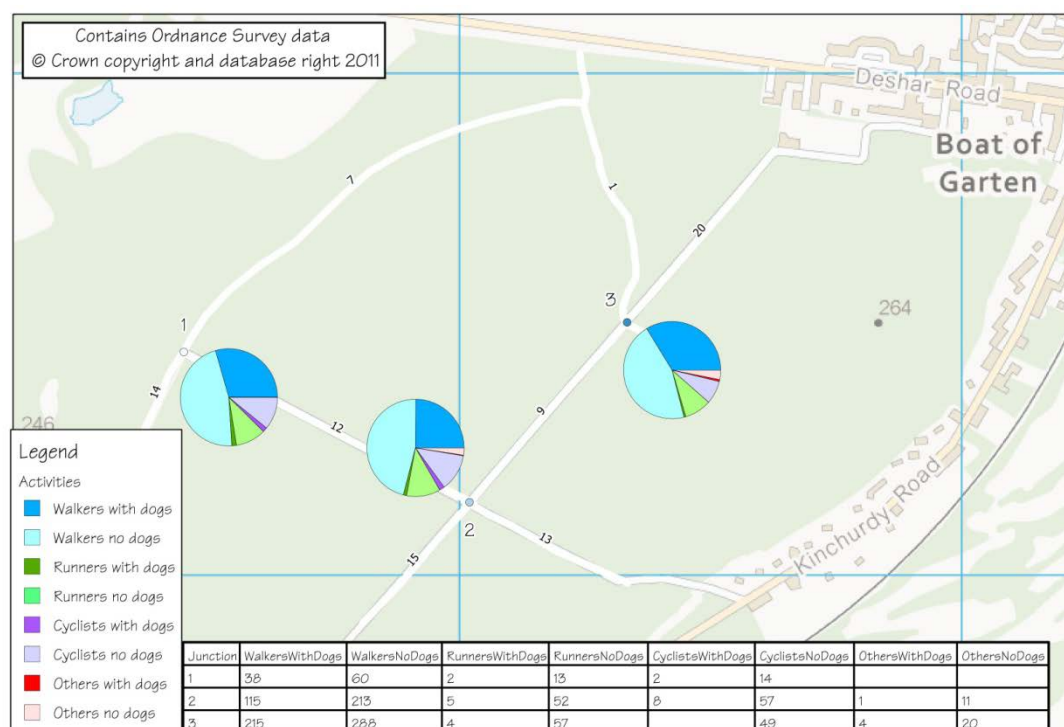 Contains Ordnance Survey data
© Crown copyright and database right 2011
Deshar Road
Boat of
Garten
7
1
20
3
264
1
14
246
12
9
2
13
15
Kinchurdy Road
Legend
Activities
Walkers with dogs
Walkers no dogs
Runners with dogs
Runners no dogs
Cyclists with dogs
Cyclists no dogs
Others with dogs
Others no dogs
Junction WalkersWithDogs WalkersNoDogs RunnersWithDogs RunnersNoDogs CyclistsWithDogs CyclistsNoDogs OthersWithDogs OthersNoDogs
1 38 60 2 13 2 14
2 115 213 5 52 8 57 1 11
3 215 288 4 57 49 4 20